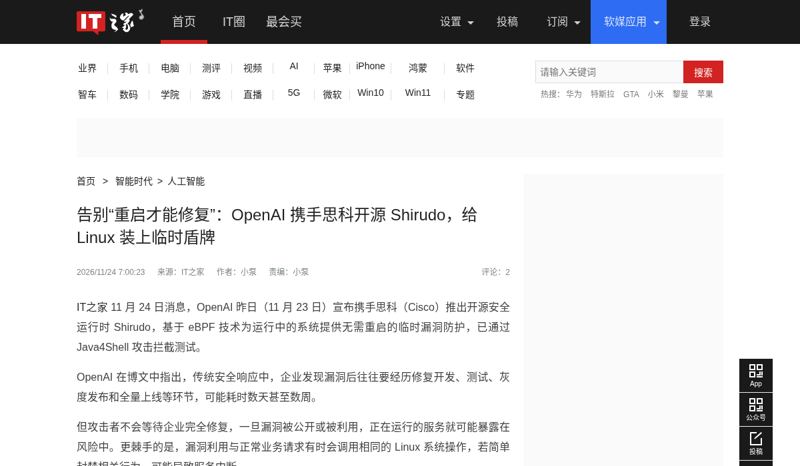 IT之家
首页 IT圈 最会买 设置 投稿 订阅 软媒应用 登录
业界 手机 电脑 测评 视频 AI 苹果 iPhone 鸿蒙 软件
智车 数码 学院 游戏 直播 5G 微软 Win10 Win11 专题
请输入关键词 搜索
热搜: 华为 特斯拉 GTA 小米 黎曼 苹果
首页 > 智能时代 > 人工智能
告别“重启才能修复”：OpenAI 携手思科开源 Shirudo，给
Linux 装上临时盾牌
2026/11/24 7:00:23 来源：IT之家 作者：小泵 责编：小泵 评论：2
IT之家 11 月 24 日消息，OpenAI 昨日（11 月 23 日）宣布携手思科（Cisco）推出开源安全
运行时 Shirudo，基于 eBPF 技术为运行中的系统提供无需重启的临时漏洞防护，已通过
Java4Shell 攻击拦截测试。
OpenAI 在博文中指出，传统安全响应中，企业发现漏洞后往往要经历修复开发、测试、灰
度发布和全量上线等环节，可能耗时数天甚至数周。
但攻击者不会等待企业完全修复，一旦漏洞被公开或被利用，正在运行的服务就可能暴露在
风险中。更棘手的是，漏洞利用与正常业务请求有时会调用相同的 Linux 系统操作，若简单
封禁相关行为，可能导致服务中断。
App
公众号
投稿